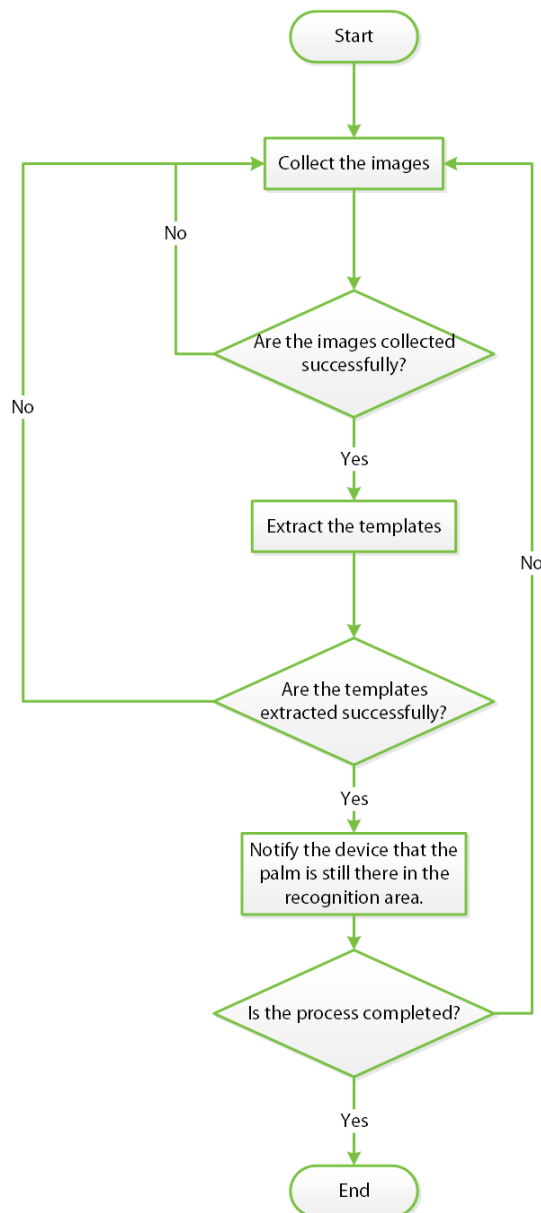 Start
Collect the images
No
Are the images collected
successfully?
No
Yes
Extract the templates
No
Are the templates
extracted successfully?
Yes
Notify the device that the
palm is still there in the
recognition area.
Is the process completed?
Yes
End